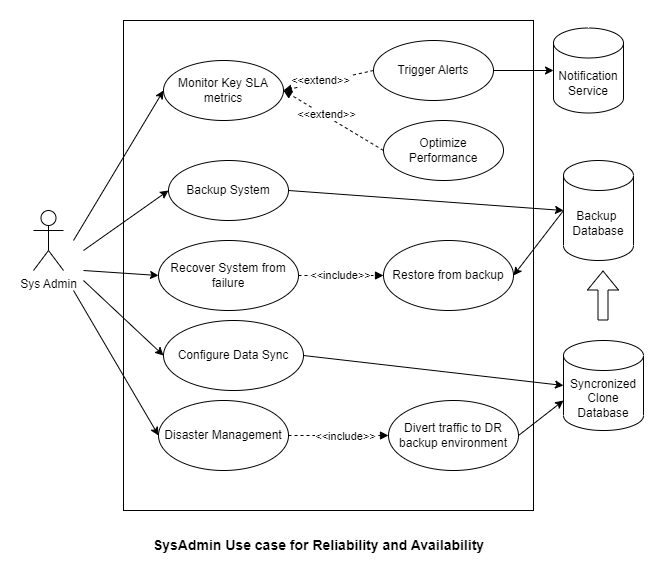 Monitor Key SLA
metrics
<<extend>>
Trigger Alerts
Notification
Service
<<extend>>
Optimize
Performance
Backup System
Backup
Database
Sys Admin
Recover System from
failure
<<include>>
Restore from backup
Configure Data Sync
Syncronized
Clone
Database
Disaster Management
<<include>>
Divert traffic to DR
backup environment
SysAdmin Use case for Reliability and Availability